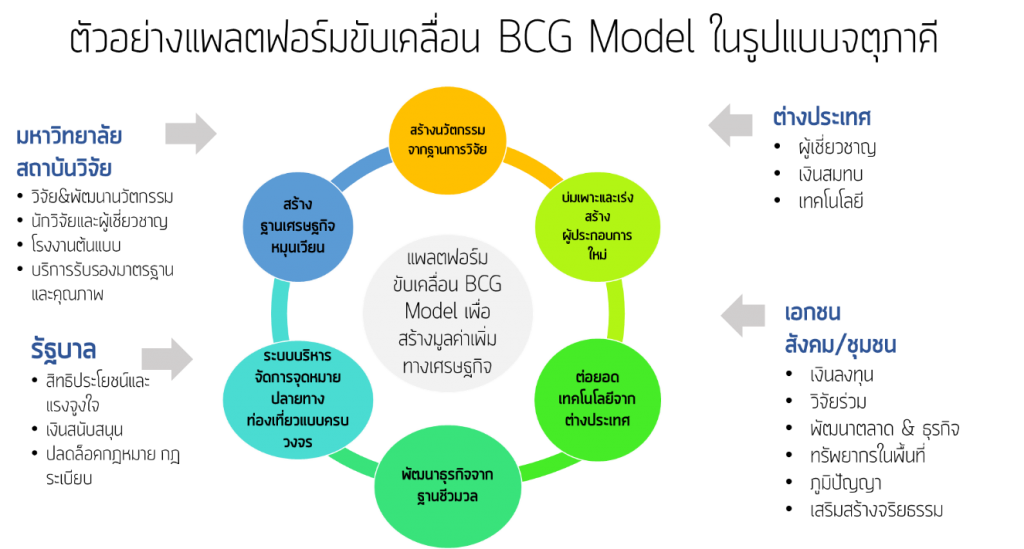 ตัวอย่างแพลตฟอร์มขับเคลื่อน BCG Model ในรูปแบบจตุภาคี
มหาวิทยาลัย
สถาบันวิจัย
• วิจัย&พัฒนานวัตกรรม
• นักวิจัยและผู้เชี่ยวชาญ
• โรงงานต้นแบบ
• บริการรับรองมาตรฐาน
และคุณภาพ
รัฐบาล
• สิทธิประโยชน์และ
แรงจูงใจ
• เงินสนับสนุน
• ปลดล็อคกฎหมาย กฎ
ระเบียบ
สร้างนวัตกรรม
จากฐานการวิจัย
บ่มเพาะและเร่ง
สร้าง
ผู้ประกอบการ
ใหม่
ต่อยอด
เทคโนโลยีจาก
ต่างประเทศ
พัฒนาธุรกิจจาก
ฐานชีวมวล
ระบบบริหาร
จัดการจุดหมาย
ปลายทาง
ท่องเที่ยวแบบครบ
วงจร
สร้าง
ฐานเศรษฐกิจ
หมุนเวียน
แพลตฟอร์ม
ขับเคลื่อน BCG
Model เพื่อ
สร้างมูลค่าเพิ่ม
ทางเศรษฐกิจ
ต่างประเทศ
• ผู้เชี่ยวชาญ
• เงินสมทบ
• เทคโนโลยี
เอกชน
สังคม/ชุมชน
• เงินลงทุน
• วิจัยร่วม
• พัฒนาตลาด & ธุรกิจ
• ทรัพยากรในพื้นที่
• ภูมิปัญญา
• เสริมสร้างจริยธรรม